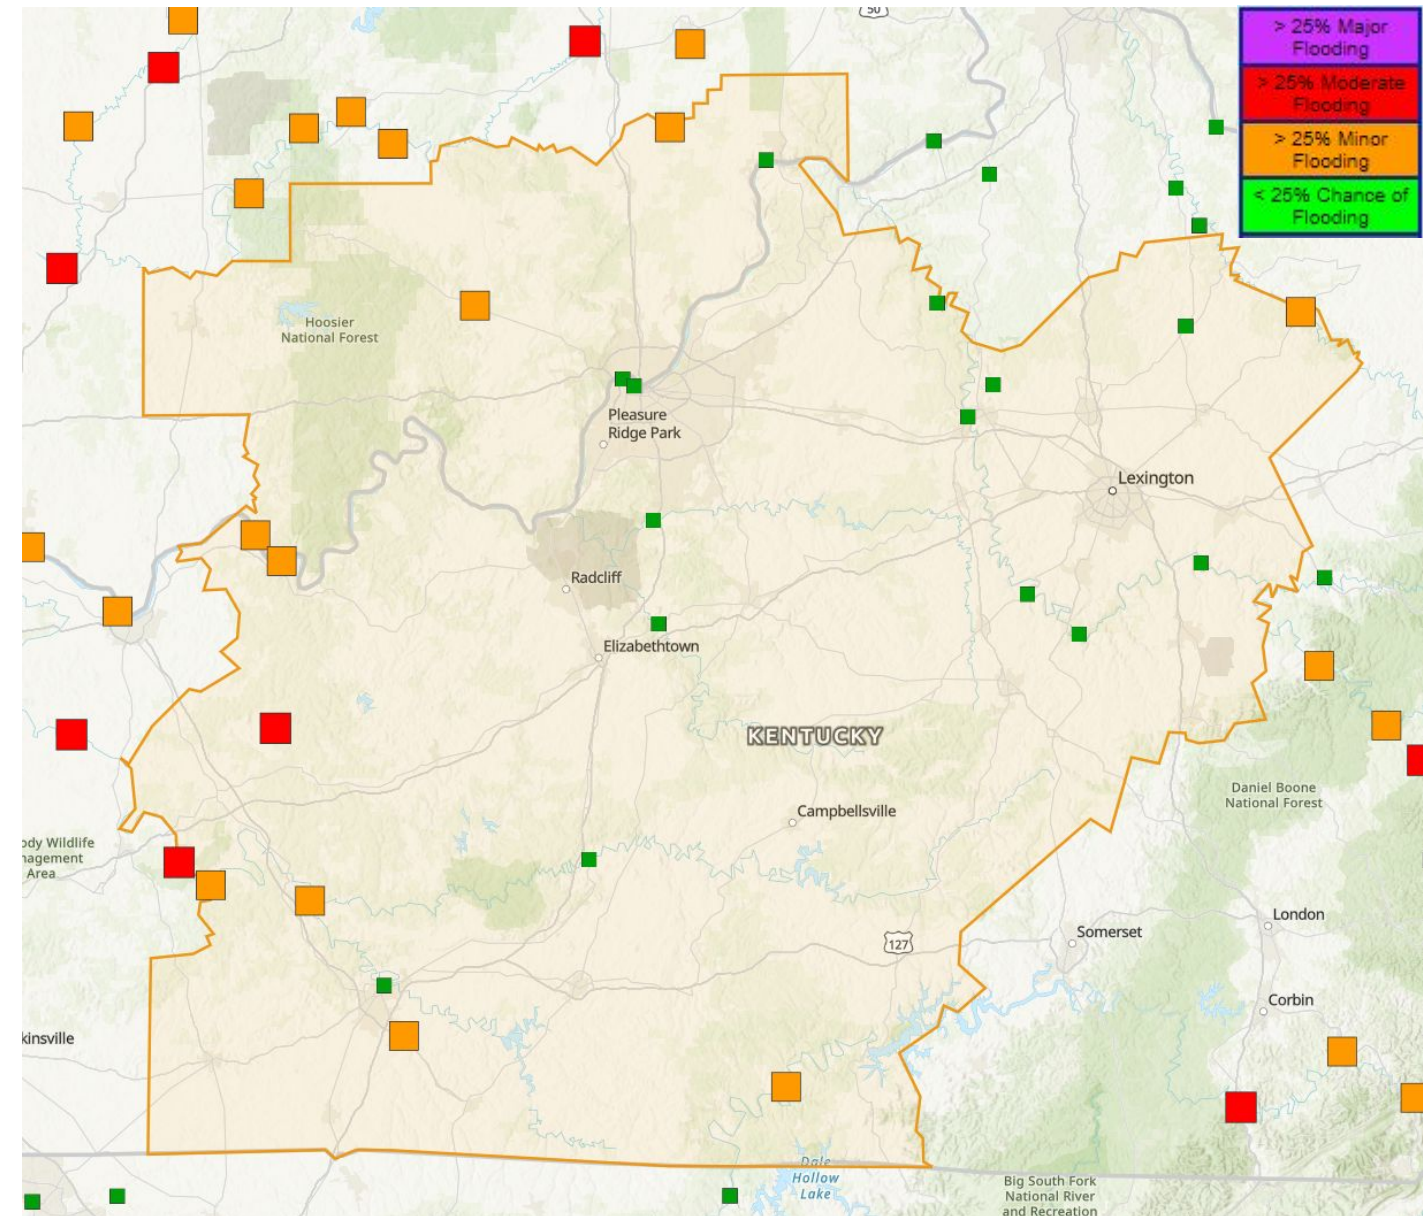 50
> 25% Major
Flooding
> 25% Moderate
Flooding
> 25% Minor
Flooding
< 25% Chance of
Flooding
Hoosier
National Forest
Pleasure
Ridge Park
Lexington
Radcliff
Elizabethtown
KENTUCKY
Daniel Boone
National Forest
Campbellsville
ody Wildlife
nagement
Area
London
Somerset
127
Corbin
kinsville
Dale
Hollow
Lake
Big South Fork
National River
and Recreation